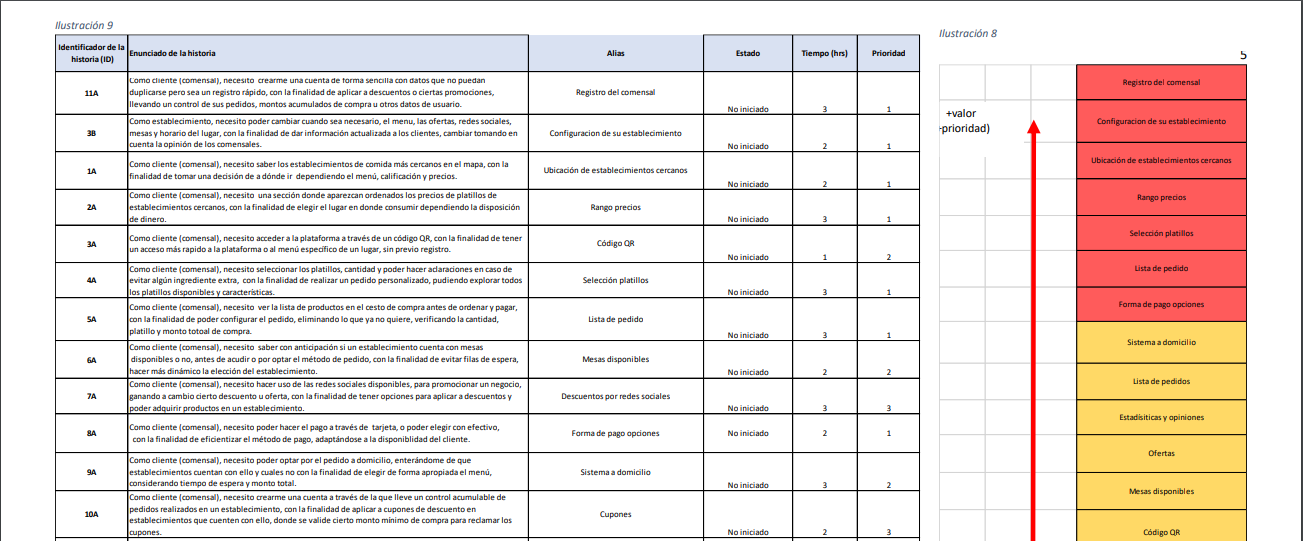 Ilustración 9
Identificador de la historia (ID) Enunciado de la historia Alias Estado Tiempo (hrs) Prioridad
Como cliente (comensal), necesito crearme una cuenta de forma sencilla con datos que no puedan
duplicarse pero sea un registro rápido, con la finalidad de aplicar a descuentos o ciertas promociones,
llevando un control de sus pedidos, montos acumulados de compra u otros datos de usuario.
11A Registro del comensal No iniciado 3 1
Como establecimiento, necesito poder cambiar cuando sea necesario, el menu, las ofertas, redes sociales,
mesas y horario del lugar, con la finalidad de dar información actualizada a los clientes, cambiar tomando en
cuenta la opinión de los comensales.
3B Configuracion de su establecimiento No iniciado 2 1
Como cliente (comensal), necesito saber los establecimientos de comida más cercanos en el mapa, con la
finalidad de tomar una decisión de a dónde ir dependiendo el menú, calificación y precios.
1A Ubicación de establecimientos cercanos No iniciado 2 1
Como cliente (comensal), necesito una sección donde aparezcan ordenados los precios de platillos de
establecimientos cercanos, con la finalidad de elegir el lugar en donde consumir dependiendo la disposición
de dinero.
2A Rango precios No iniciado 3 1
Como cliente (comensal), necesito acceder a la plataforma a través de un código QR, con la finalidad de tener
un acceso más rapido a la plataforma o al menú específico de un lugar, sin previo registro.
3A Código QR No iniciado 1 2
Como cliente (comensal), necesito seleccionar los platillos, cantidad y poder hacer aclaraciones en caso de
evitar algún ingrediente extra, con la finalidad de realizar un pedido personalizado, pudiendo explorar todos
los platillos disponibles y características.
4A Selección platillos No iniciado 3 1
Como cliente (comensal), necesito ver la lista de productos en el cesto de compra antes de ordenar y pagar,
con la finalidad de poder configurar el pedido, eliminando lo que ya no quiere, verificando la cantidad,
platillo y monto totoal de compra.
5A Lista de pedido No iniciado 3 1
Como cliente (comensal), necesito saber con anticipación si un establecimiento cuenta con mesas
disponibles o no, antes de acudir o por optar el método de pedido, con la finalidad de evitar filas de espera,
hacer más dinámico la elección del establecimiento.
6A Mesas disponibles No iniciado 2 2
Como cliente (comensal), necesito hacer uso de las redes sociales disponibles, para promocionar un negocio,
ganando a cambio cierto descuento u oferta, con la finalidad de tener opciones para aplicar a descuentos y
poder adquirir productos en un establecimiento.
7A Descuentos por redes sociales No iniciado 3 3
Como cliente (comensal), necesito poder hacer el pago a través de tarjeta, o poder elegir con efectivo,
con la finalidad de eficientizar el método de pago, adaptándose a la disponiblidad del cliente.
8A Forma de pago opciones No iniciado 2 1
Como cliente (comensal), necesito poder optar por el pedido a domicilio, enterándome de que
establecimientos cuentan con ello y cuales no con la finalidad de elegir de forma apropiada el menú,
considerando tiempo de espera y monto total.
9A Sistema a domicilio No iniciado 3 2
Como cliente (comensal), necesito crearme una cuenta a través de la que lleve un control acumulable de
pedidos realizados en un establecimiento, con la finalidad de aplicar a cupones de descuento en
establecimientos que cuenten con ello, donde se valide cierto monto mínimo de compra para reclamar los
cupones.
10A Cupones No iniciado 2 3
Ilustración 8
5
+valor
prioridad)
Registro del comensal
Configuracion de su establecimiento
Ubicación de establecimientos cercanos
Rango precios
Selección platillos
Lista de pedido
Forma de pago opciones
Sistema a domicilio
Lista de pedidos
Estadísiticas y opiniones
Ofertas
Mesas disponibles
Código QR